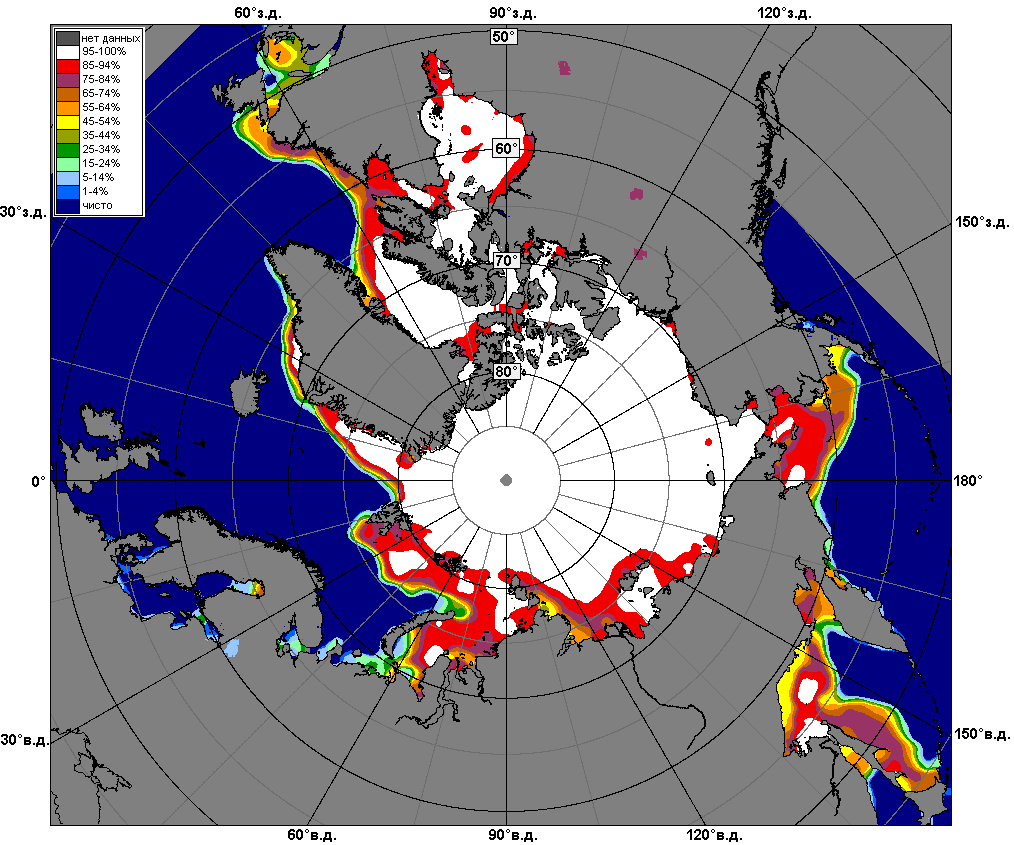 60°з.д. 90°з.д. 120°з.д.
нет данных
95-100%
85-94%
75-84%
65-74%
55-64%
45-54%
35-44%
25-34%
15-24%
5-14%
1-4%
чисто
50°
60°
70°
80°
30°з.д.
150°з.д.
0°
180°
30°в.д.
150°в.д.
60°в.д. 90°в.д. 120°в.д.